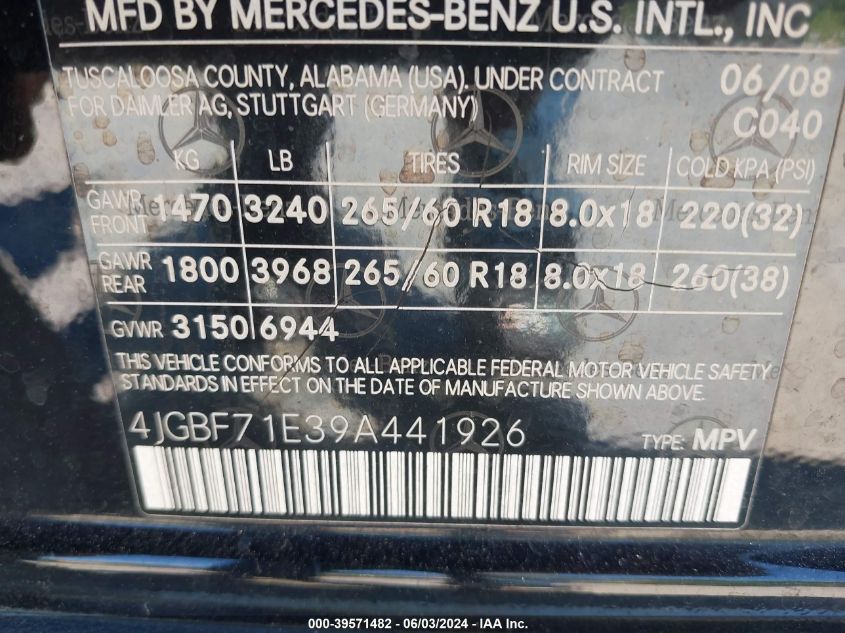 MFD BY MERCEDES-BENZ U.S. INTL., INC
TUSCALOOSA COUNTY, ALABAMA (USA). UNDER CONTRACT 06/08
FOR DAIMLER AG, STUTTGART (GERMANY) C040
KG LB TIRES RIM SIZE COLD KPA (PSI)
GAWR FRONT 1470 3240 265/60 R18 8.0x18 220(32)
GAWR REAR 1800 3968 265/60 R18 8.0x18 260(38)
GVWR 3150 6944
THIS VEHICLE CONFORMS TO ALL APPLICABLE FEDERAL MOTOR VEHICLE SAFETY
STANDARDS IN EFFECT ON THE DATE OF MANUFACTURE SHOWN ABOVE.
4JGBF71E39A441926 TYPE: MPV
000-39571482 - 06/03/2024 - IAA Inc.